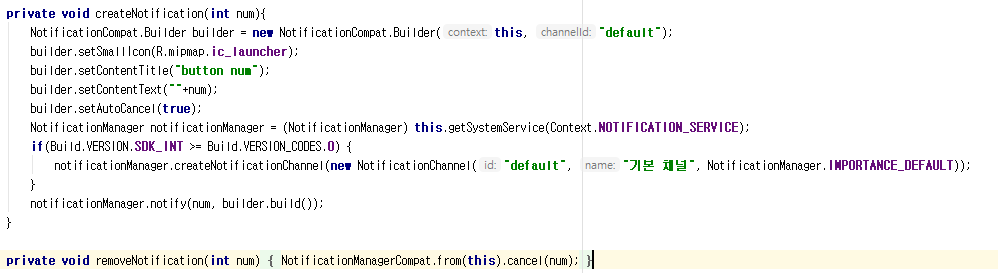 private void createNotification(int num){
NotificationCompat.Builder builder = new NotificationCompat.Builder( context: this, channelId: "default");
builder.setSmallIcon(R.mipmap.ic_launcher);
builder.setContentTitle("button num");
builder.setContentText(""+num);
builder.setAutoCancel(true);
NotificationManager notificationManager = (NotificationManager) this.getSystemService(Context.NOTIFICATION_SERVICE);
if(Build.VERSION.SDK_INT >= Build.VERSION_CODES.O) {
notificationManager.createNotificationChannel(new NotificationChannel( id: "default", name: "기본 채널", NotificationManager.IMPORTANCE_DEFAULT));
}
notificationManager.notify(num, builder.build());
}
private void removeNotification(int num) { NotificationManagerCompat.from(this).cancel(num); }